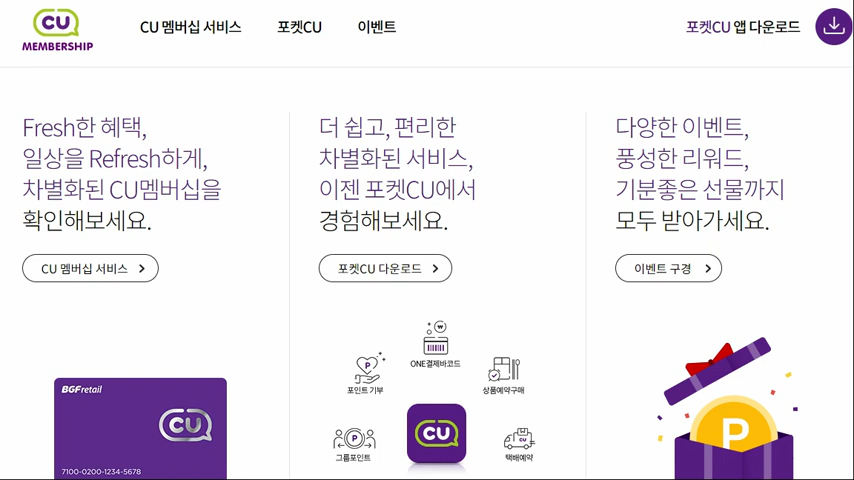 CU
MEMBERSHIP
CU 멤버십 서비스
포켓CU
이벤트
포켓CU 앱 다운로드
Fresh한 혜택,
일상을 Refresh하게,
차별화된 CU멤버십을
확인해보세요.
CU 멤버십 서비스
BGFretail
CU
7100-0200-1234-5678
더 쉽고, 편리한
차별화된 서비스,
이젠 포켓CU에서
경험해보세요.
포켓CU 다운로드
₩
ONE결제바코드
P
포인트 기부
상품예약구매
P
그룹포인트
CU
CU
택배예약
다양한 이벤트,
풍성한 리워드,
기분좋은 선물까지
모두 받아가세요.
이벤트 구경
P